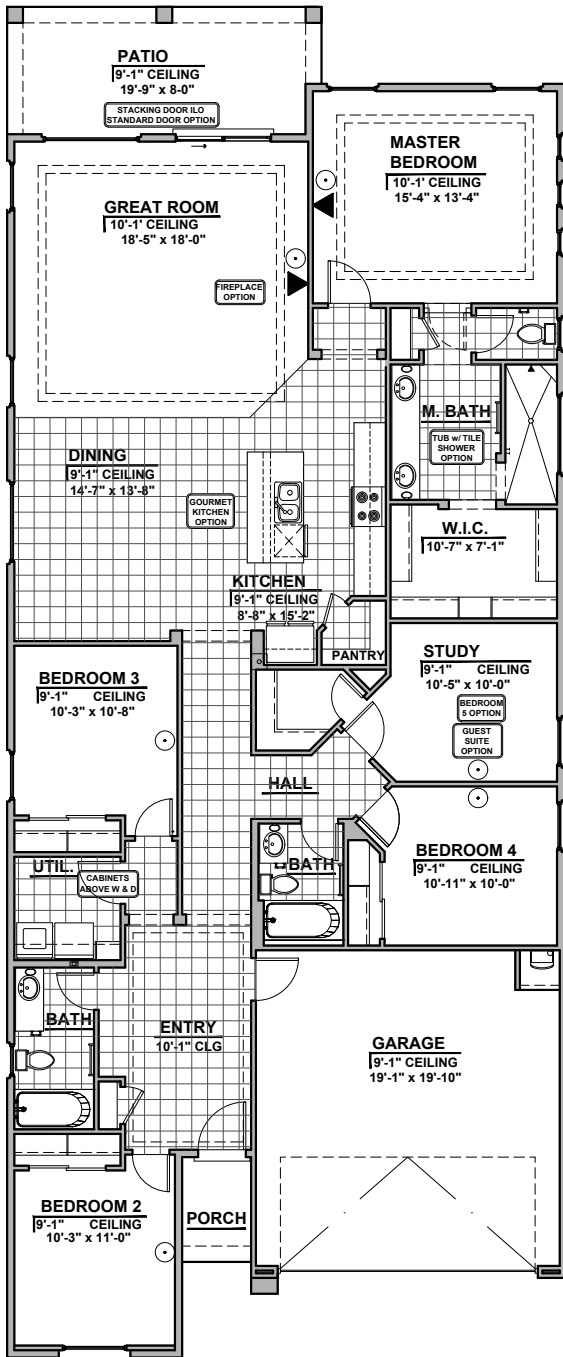 PATIO
9'-1" CEILING
19'-9" x 8-0"
STACKING DOOR ILO
STANDARD DOOR OPTION
MASTER
BEDROOM
10'-1' CEILING
15'-4" x 13'-4"
GREAT ROOM
10'-1' CEILING
18'-5" x 18'-0"
FIREPLACE
OPTION
M. BATH
TUB w/ TILE
SHOWER
OPTION
DINING
9'-1" CEILING
14'-7" x 13'-8"
GOURMET
KITCHEN
OPTION
W.I.C.
10'-7" x 7'-1"
KITCHEN
9'-1" CEILING
8'-8" x 15'-2"
PANTRY
STUDY
9'-1" CEILING
10'-5" x 10'-0"
BEDROOM
5 OPTION
GUEST
SUITE
OPTION
BEDROOM 3
9'-1" CEILING
10'-3" x 10'-8"
HALL
BATH
BEDROOM 4
9'-1" CEILING
10'-11" x 10'-0"
UTIL.
CABINETS
ABOVE W & D
BATH
ENTRY
10'-1" CLG
GARAGE
9'-1" CEILING
19'-1" x 19'-10"
BEDROOM 2
9'-1" CEILING
10'-3" x 11'-0"
PORCH